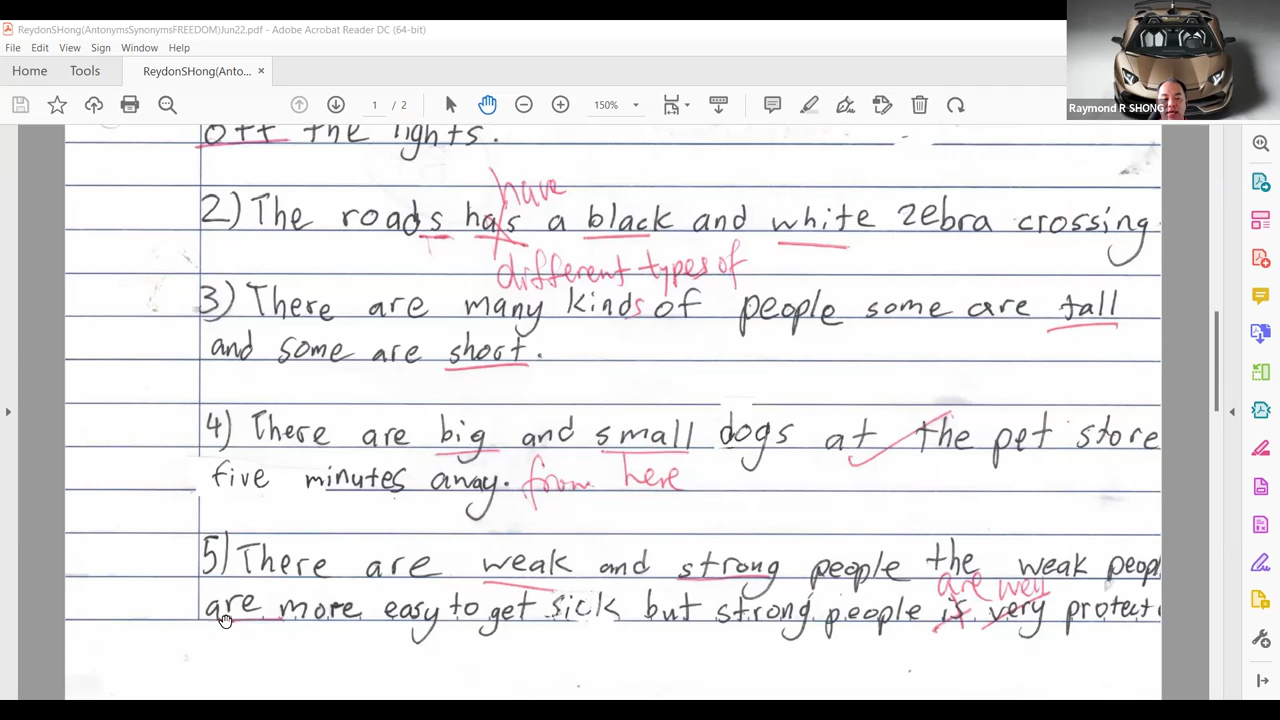 ReydonSHong(AntonymsSynonymsFREEDOM)Jun22.pdf - Adobe Acrobat Reader DC (64-bit)
File Edit View Sign Window Help
Home Tools ReydonSHong(Anto... ×
1 / 2 150%
Raymond R SHONG
off the lights.
have
2) The roads has a black and white zebra crossing
different types of
3) There are many kinds of people some are tall
and some are short.
4) There are big and small dogs at the pet store
five minutes away. from here
5) There are weak and strong people the weak peopl
are well
are more easy to get sick but strong people is very protect